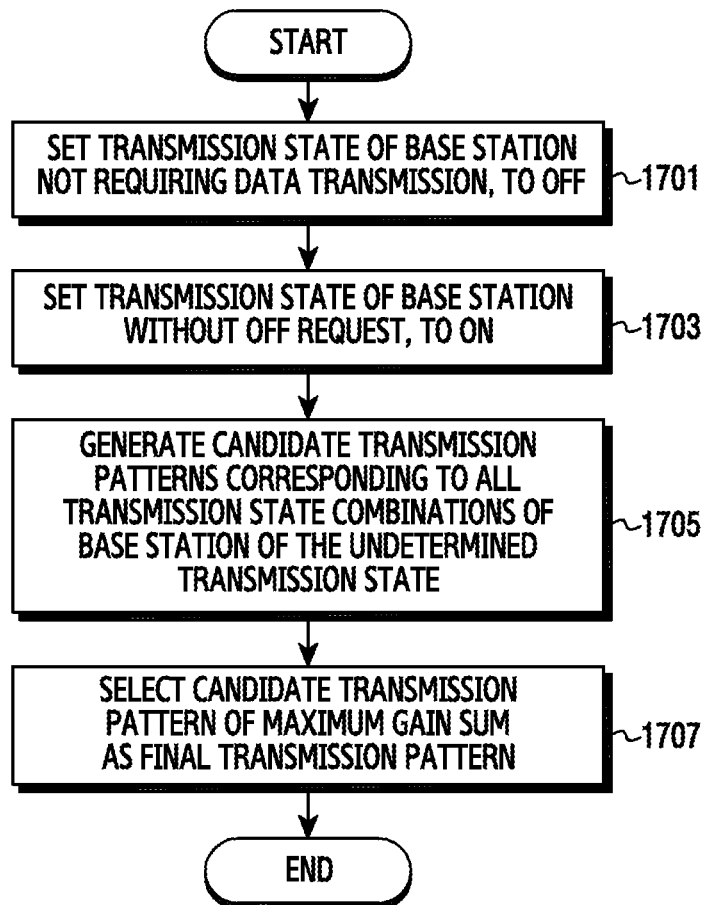 START
SET TRANSMISSION STATE OF BASE STATION
NOT REQUIRING DATA TRANSMISSION, TO OFF
1701
SET TRANSMISSION STATE OF BASE STATION
WITHOUT OFF REQUEST, TO ON
1703
GENERATE CANDIDATE TRANSMISSION
PATTERNS CORRESPONDING TO ALL
TRANSMISSION STATE COMBINATIONS OF
BASE STATION OF THE UNDETERMINED
TRANSMISSION STATE
1705
SELECT CANDIDATE TRANSMISSION
PATTERN OF MAXIMUM GAIN SUM
AS FINAL TRANSMISSION PATTERN
1707
END